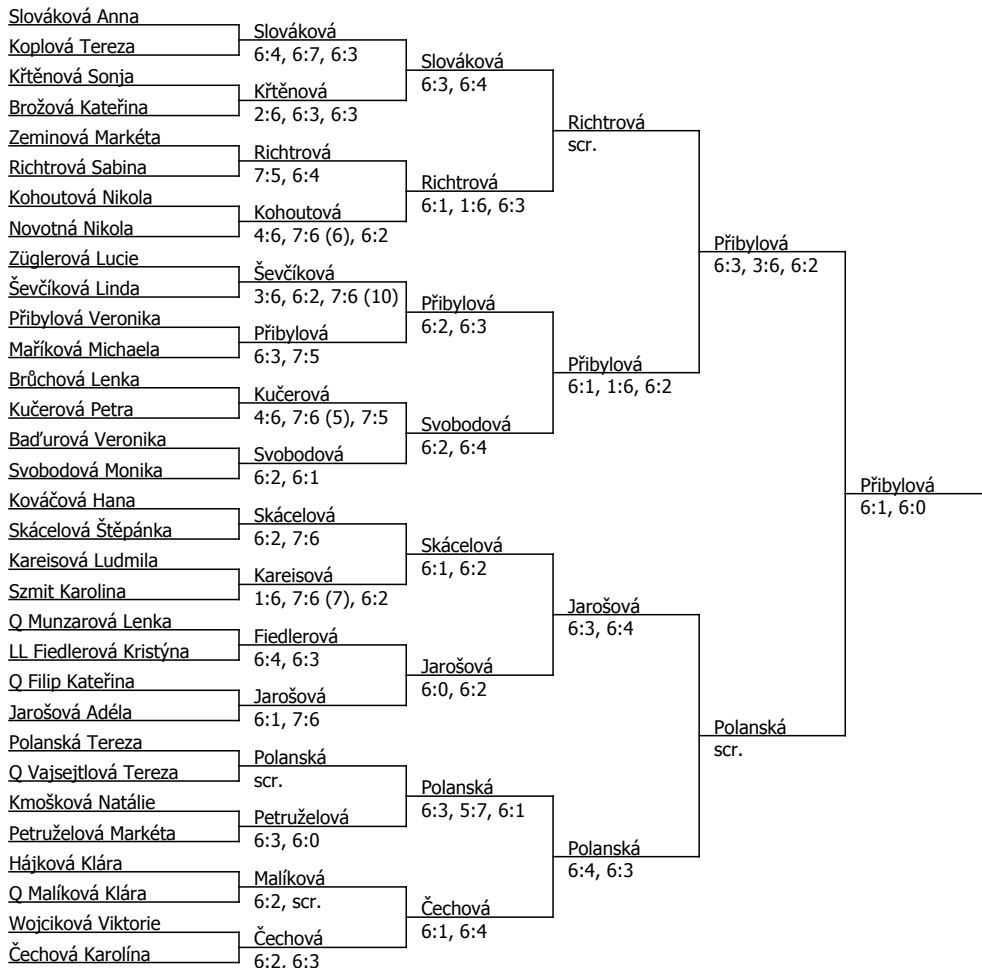 Slováková Anna
Koplová Tereza
Křtěnová Sonja
Brožová Kateřina
Zeminová Markéta
Richtrová Sabina
Kohoutová Nikola
Novotná Nikola
Züglerová Lucie
Ševčíková Linda
Přibylová Veronika
Maříková Michaela
Brůchová Lenka
Kučerová Petra
Baďurová Veronika
Svobodová Monika
Kováčová Hana
Skácelová Štěpánka
Kareisová Ludmila
Szmit Karolina
Q Munzarová Lenka
LL Fiedlerová Kristýna
Q Filip Kateřina
Jarošová Adéla
Polanská Tereza
Q Vajsejtlová Tereza
Kmošková Natálie
Petruželová Markéta
Hájková Klára
Q Malíková Klára
Wojciková Viktorie
Čechová Karolína
Slováková
6:4, 6:7, 6:3
Křtěnová
2:6, 6:3, 6:3
Richtrová
7:5, 6:4
Kohoutová
4:6, 7:6 (6), 6:2
Ševčíková
3:6, 6:2, 7:6 (10)
Přibylová
6:3, 7:5
Kučerová
4:6, 7:6 (5), 7:5
Svobodová
6:2, 6:1
Skácelová
6:2, 7:6
Kareisová
1:6, 7:6 (7), 6:2
Fiedlerová
6:4, 6:3
Jarošová
6:1, 7:6
Polanská
scr.
Petruželová
6:3, 6:0
Malíková
6:2, scr.
Čechová
6:2, 6:3
Slováková
6:3, 6:4
Richtrová
6:1, 1:6, 6:3
Přibylová
6:2, 6:3
Svobodová
6:2, 6:4
Skácelová
6:1, 6:2
Jarošová
6:0, 6:2
Polanská
6:3, 5:7, 6:1
Čechová
6:1, 6:4
Richtrová
scr.
Přibylová
6:1, 1:6, 6:2
Jarošová
6:3, 6:4
Polanská
6:4, 6:3
Přibylová
6:3, 3:6, 6:2
Polanská
scr.
Přibylová
6:1, 6:0